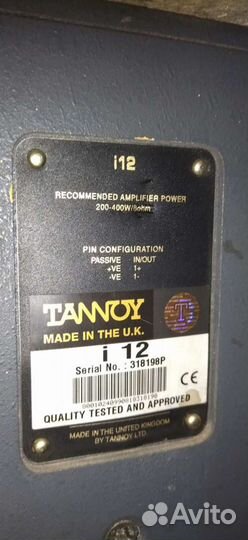 i12
RECOMMENDED AMPLIFIER POWER
200-400W/8ohm
PIN CONFIGURATION
PASSIVE IN/OUT
+VE 1+
-VE 1-
TANNOY
T
MADE IN THE U.K.
i 12
Serial No. : 318198P
CE
QUALITY TESTED AND APPROVED
MADE IN THE UNITED KINGDOM
BY TANNOY LTD.
Avito